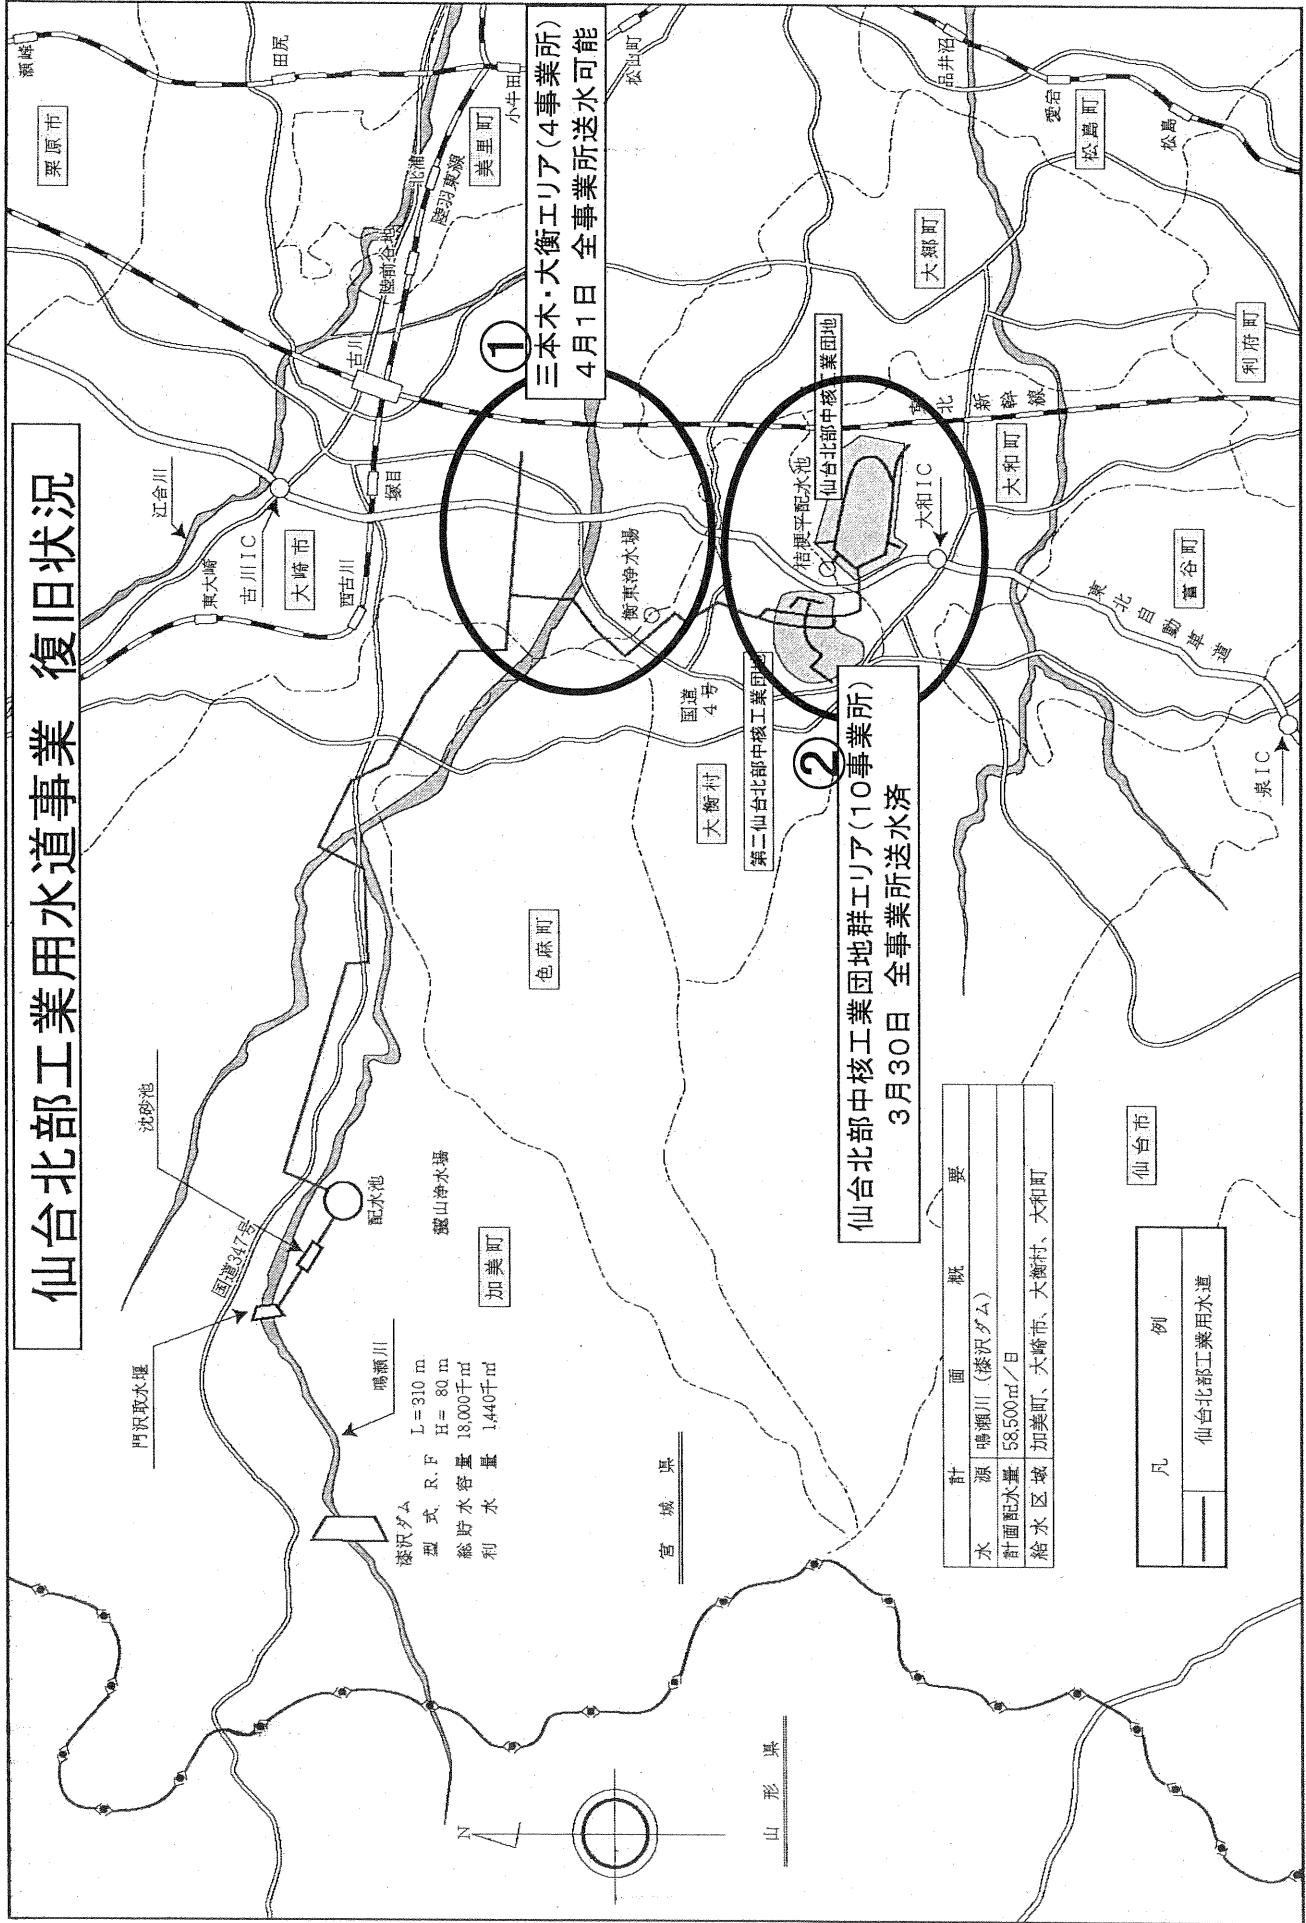 仙台北部工業用水道事業 復旧状況
瀬峰
田尻
栗原市
小牛田
美里町
北浦
陸羽東線
陸前谷地
古川
江合川
古川IC
大崎市
東大崎
西古川
塚目
①
三本木・大衡エリア(4事業所)
4月1日 全事業所送水可能
松山町
品井沼
愛宕
松島町
松島
大郷町
利府町
仙台北部中核工業団地
東北新幹線
大和町
桔梗平配水池
大和IC
衡東浄水場
富谷町
東北自動車道
泉IC
国道
4号
第二仙台北部中核工業団地
大衡村
②
仙台北部中核工業団地群エリア(10事業所)
3月30日 全事業所送水済
色麻町
沈砂池
国道347号
配水池
加美町
門沢取水堰
鳴瀬川
漆沢ダム
型式 R.F L=310m
H=80m
総貯水容量 18,000千㎥
利水量 1,440千㎥
宮城県
山形県
N
仙台市
計画概要
水源 鳴瀬川(漆沢ダム)
計画配水量 58,500㎥/日
給水区域 加美町、大崎市、大衡村、大和町
凡例
仙台北部工業用水道